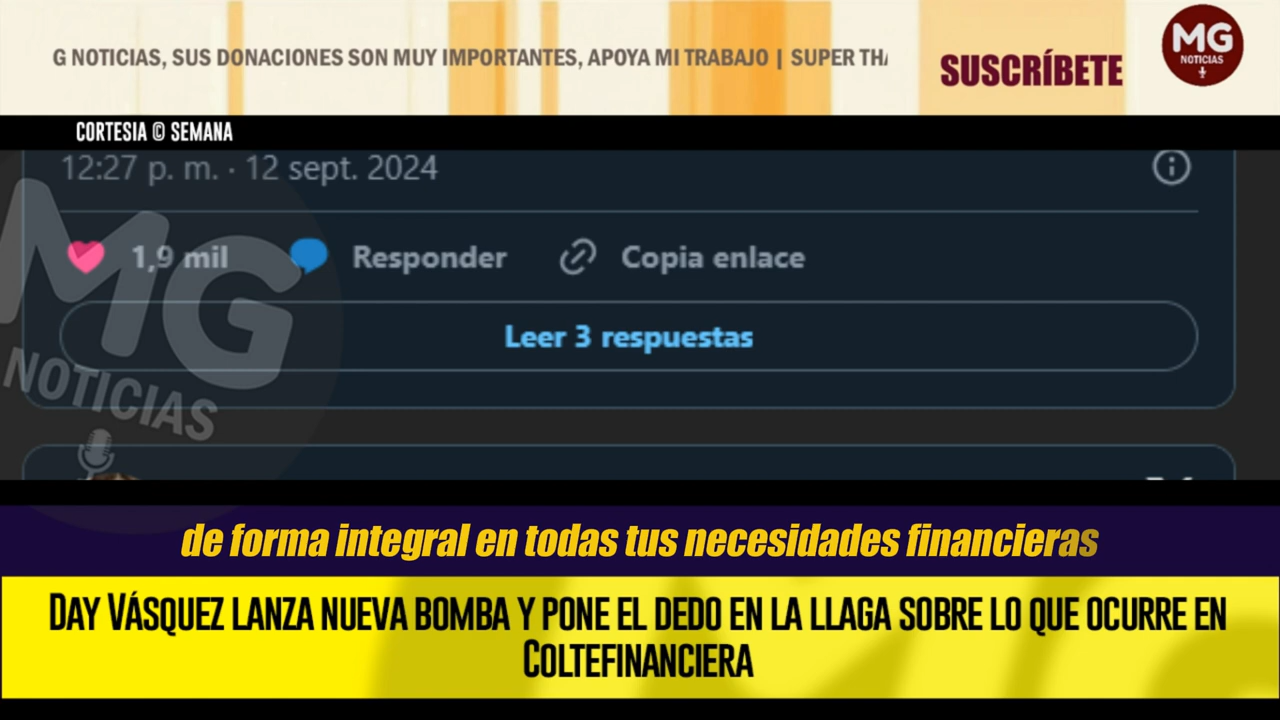 G NOTICIAS, SUS DONACIONES SON MUY IMPORTANTES, APOYA MI TRABAJO | SUPER
SUSCRÍBETE
MG
NOTICIAS
CORTESIA © SEMANA
12:27 p. m. · 12 sept. 2024
1,9 mil
Responder
Copia enlace
Leer 3 respuestas
MG
NOTICIAS
de forma integral en todas tus necesidades financieras
DAY VÁSQUEZ LANZA NUEVA BOMBA Y PONE EL DEDO EN LA LLAGA SOBRE LO QUE OCURRE EN
COLTEFINANCIERA